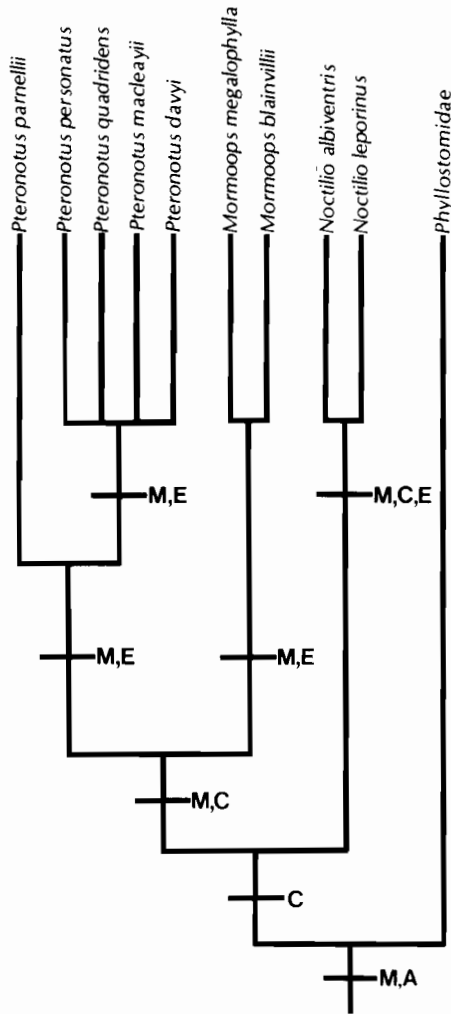 Pteronotus parnellii
Pteronotus personatus
Pteronotus quadridens
Pteronotus macleayii
Pteronotus davyi
Mormoops megalophylla
Mormoops blainvillii
Noctilio albiventris
Noctilio leporinus
Phyllostomidae
M,E
M,C,E
M,E
M,E
M,C
C
M,A